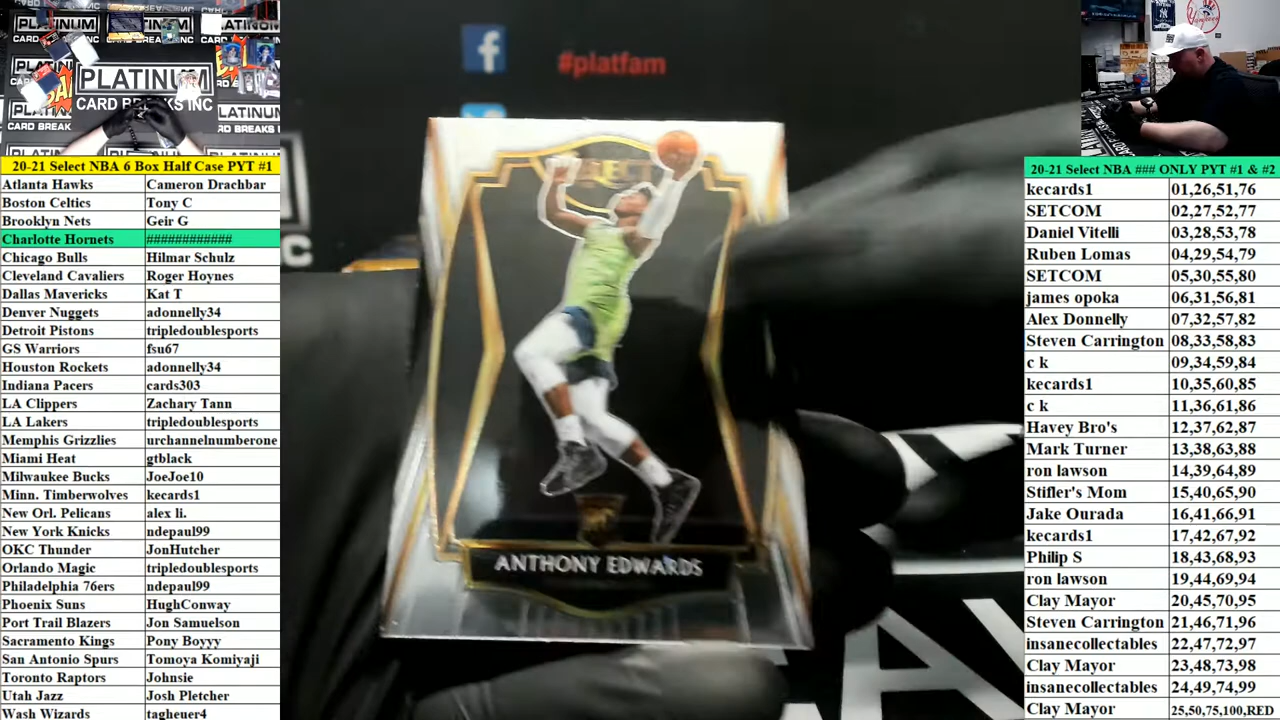 PLATINUM
CARD BREAKS INC
PLATINUM
CARD BREAKS INC
20-21 Select NBA 6 Box Half Case PYT #1
Atlanta Hawks Cameron Drachbar
Boston Celtics Tony C
Brooklyn Nets Geir G
Charlotte Hornets ############
Chicago Bulls Hilmar Schulz
Cleveland Cavaliers Roger Hoynes
Dallas Mavericks Kat T
Denver Nuggets adonnelly34
Detroit Pistons tripledoublesports
GS Warriors fsu67
Houston Rockets adonnelly34
Indiana Pacers cards303
LA Clippers Zachary Tann
LA Lakers tripledoublesports
Memphis Grizzlies urchannelnumberone
Miami Heat gtblack
Milwaukee Bucks JoeJoe10
Minn. Timberwolves kecards1
New Orl. Pelicans alex li.
New York Knicks ndepaul99
OKC Thunder JonHutcher
Orlando Magic tripledoublesports
Philadelphia 76ers ndepaul99
Phoenix Suns HughConway
Port Trail Blazers Jon Samuelson
Sacramento Kings Pony Boyyy
San Antonio Spurs Tomoya Komiyaji
Toronto Raptors Johnsie
Utah Jazz Josh Pletcher
Wash Wizards tagheuer4
#platfam
ANTHONY EDWARDS
20-21 Select NBA ### ONLY PYT #1 & #2
kecards1 01,26,51,76
SETCOM 02,27,52,77
Daniel Vitelli 03,28,53,78
Ruben Lomas 04,29,54,79
SETCOM 05,30,55,80
james opoka 06,31,56,81
Alex Donnelly 07,32,57,82
Steven Carrington 08,33,58,83
c k 09,34,59,84
kecards1 10,35,60,85
c k 11,36,61,86
Havey Bro's 12,37,62,87
Mark Turner 13,38,63,88
ron lawson 14,39,64,89
Stifler's Mom 15,40,65,90
Jake Ourada 16,41,66,91
kecards1 17,42,67,92
Philip S 18,43,68,93
ron lawson 19,44,69,94
Clay Mayor 20,45,70,95
Steven Carrington 21,46,71,96
insanecollectables 22,47,72,97
Clay Mayor 23,48,73,98
insanecollectables 24,49,74,99
Clay Mayor 25,50,75,100,RED